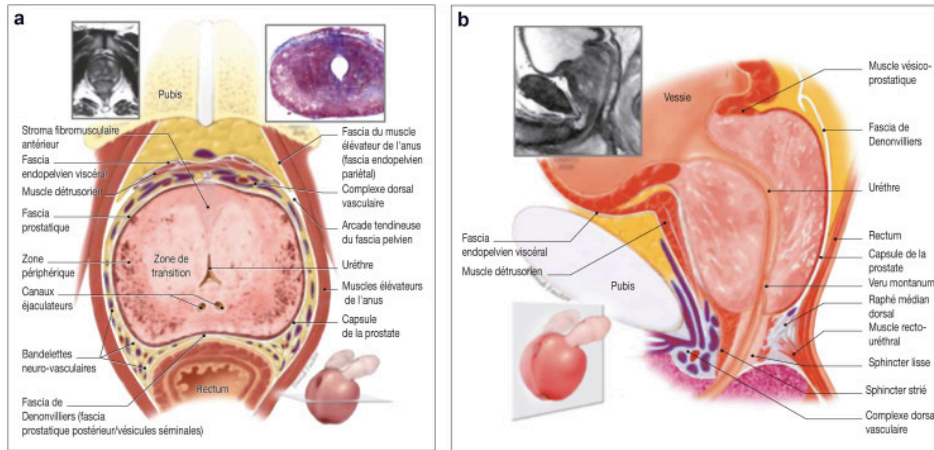 a
Pubis
Stroma fibromusculaire
antérieur
Fascia
endopelvien viscéral
Muscle détrusorien
Fascia
prostatique
Zone
périphérique
Canaux
éjaculateurs
Bandelettes
neuro-vasculaires
Fascia de
Denonvilliers (fascia
prostatique postérieur/vésicules séminales)
Zone de
transition
Rectum
Fascia du muscle
élévateur de l'anus
(fascia endopelvien
pariétal)
Complexe dorsal
vasculaire
Arcade tendineuse
du fascia pelvien
Urèthre
Muscles élévateurs
de l'anus
Capsule
de la prostate
b
Vessie
Fascia
endopelvien viscéral
Muscle détrusorien
Pubis
Muscle vésico-
prostatique
Fascia de
Denonvilliers
Urèthre
Rectum
Capsule de la
prostate
Veru montanum
Raphé médian
dorsal
Muscle recto-
uréthral
Sphincter lisse
Sphincter strié
Complexe dorsa
vasculaire